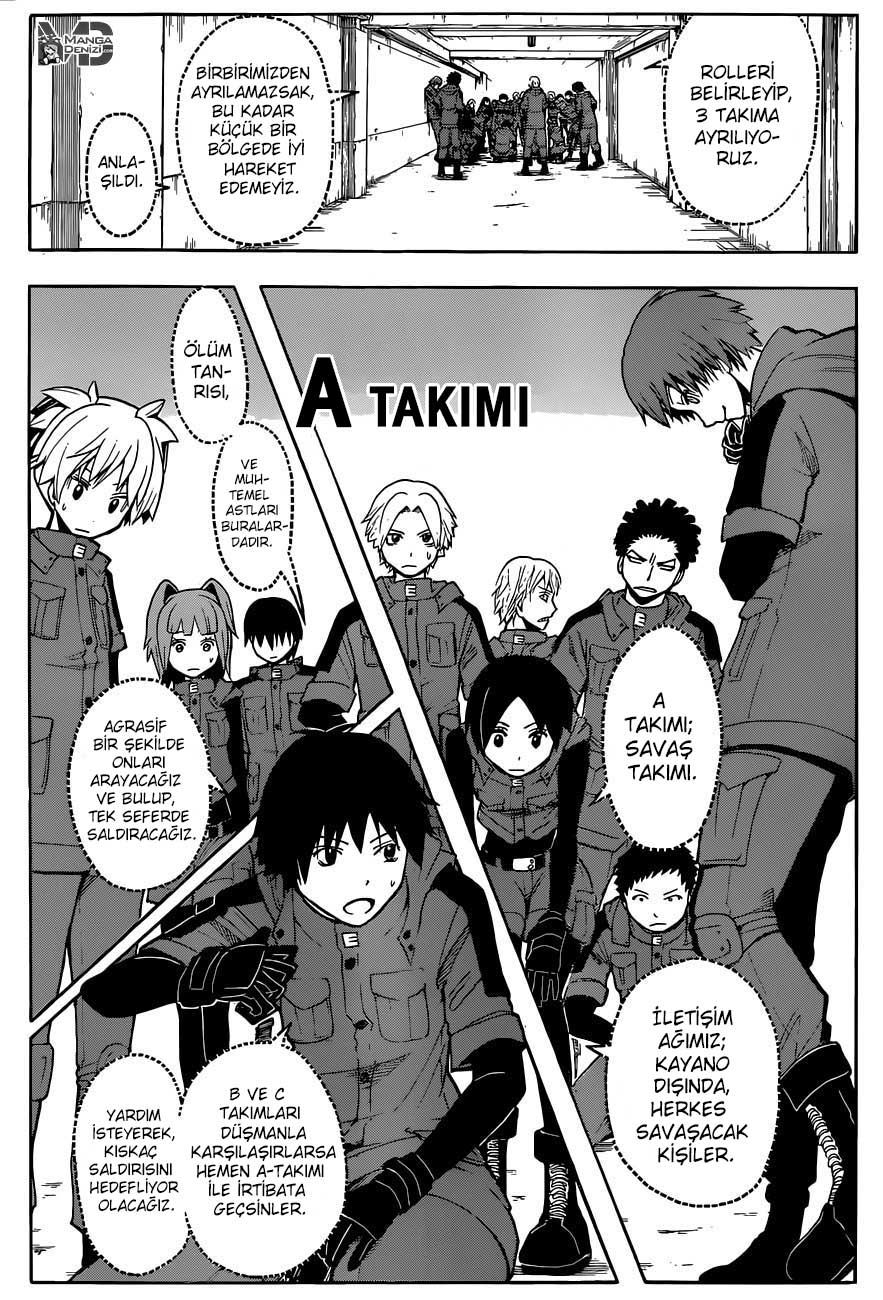 MANGA
DENİZİ.com
ROLLERİ
BELİRLEYİP,
3 TAKIMA
AYRILIYO-
RUZ.
BİRBİRİMİZDEN
AYRILAMAZSAK,
BU KADAR
KÜÇÜK BİR
BÖLGEDE İYİ
HAREKET
EDEMEYİZ.
ANLA-
ŞILDI.
A TAKIMI
A
TAKIMI;
SAVAŞ
TAKIMI.
İLETİŞİM
AĞIMIZ;
KAYANO
DIŞINDA,
HERKES
SAVAŞACAK
KİŞİLER.
ÖLÜM
TAN-
RISI,
VE
MUH-
TEMEL
ASTLARI
BURALAR-
DADIR.
AGRASİF
BİR ŞEKİLDE
ONLARI
ARAYACAĞIZ
VE BULUP,
TEK SEFERDE
SALDIRACAĞIZ.
B VE C
TAKIMLARI
DÜŞMANLA
KARŞILAŞIRLARSA
HEMEN A-TAKIMI
İLE İRTİBATA
GEÇSİNLER.
YARDIM
İSTEYEREK,
KISKAÇ
SALDIRISINI
HEDEFLİYOR
OLACAĞIZ.